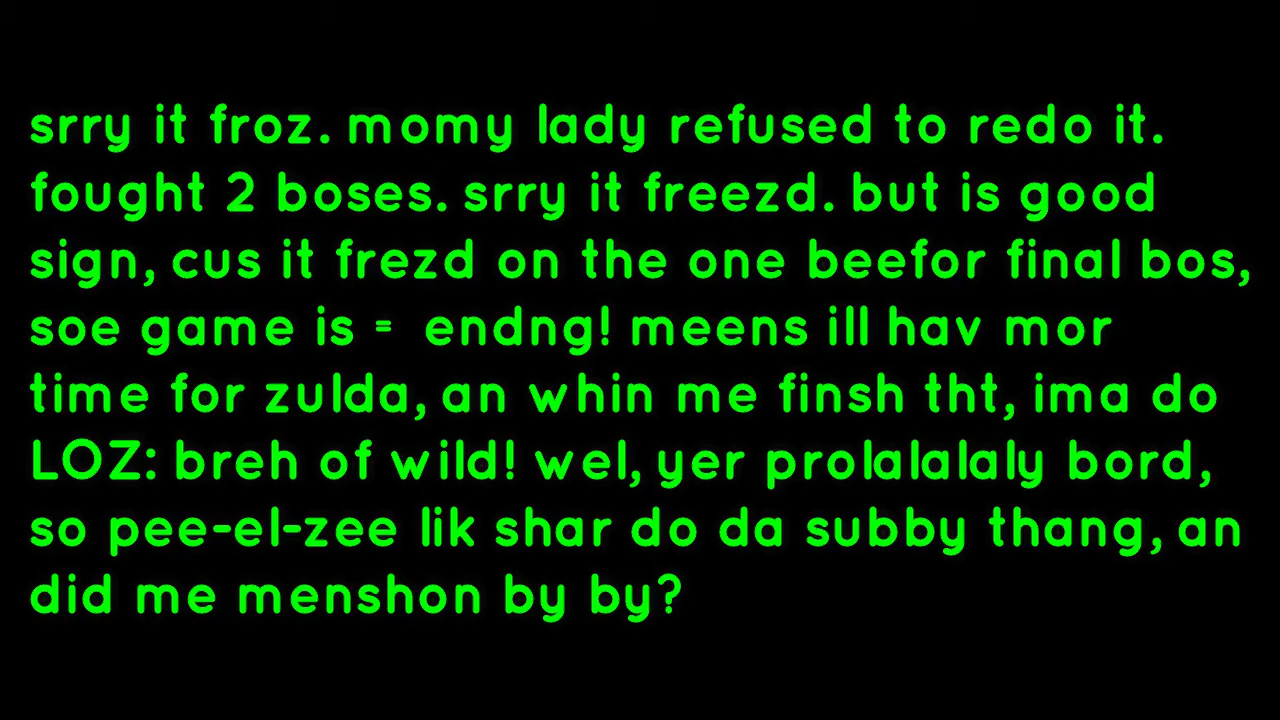 srry it froz. momy lady refused to redo it.
fought 2 boses. srry it freezd. but is good
sign, cus it frezd on the one beefor final bos,
soe game is = endng! meens ill hav mor
time for zulda, an whin me finsh tht, ima do
LOZ: breh of wild! wel, yer prolalalaly bord,
so pee-el-zee lik shar do da subby thang, an
did me menshon by by?